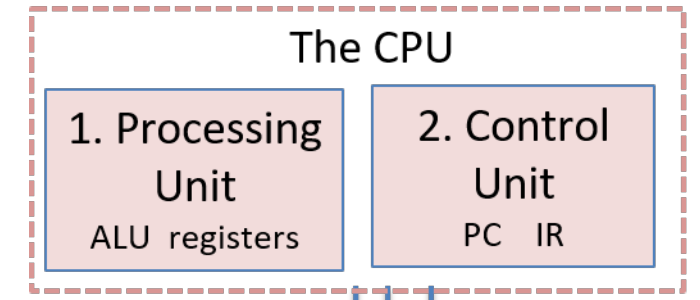 The CPU
1. Processing
Unit
ALU registers
2. Control
Unit
PC IR